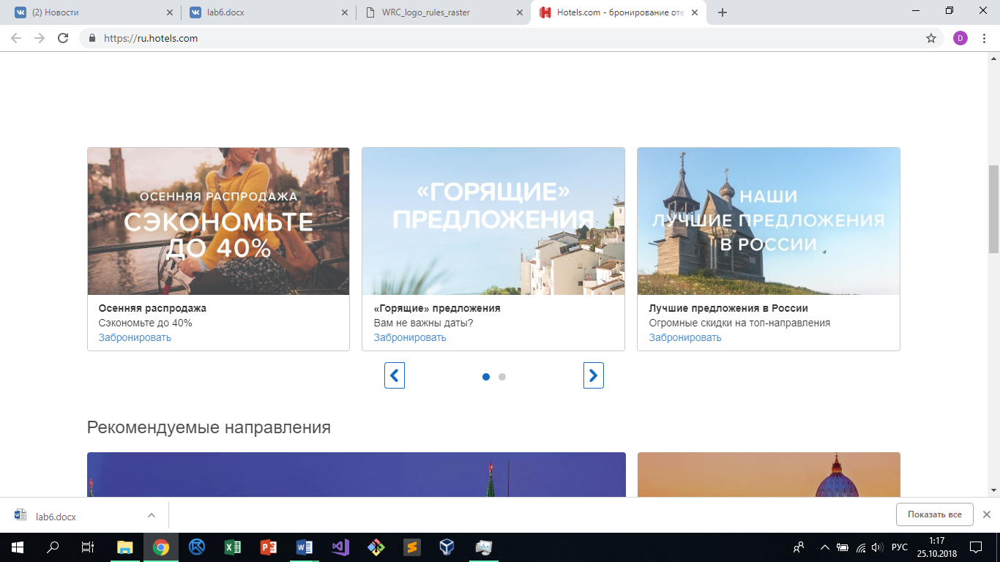 (2) Новости
lab6.docx
WRC_logo_rules_raster
Hotels.com - бронирование оте
D
https://ru.hotels.com
ОСЕННЯЯ РАСПРОДАЖА
СЭКОНОМЬТЕ
ДО 40%
«ГОРЯЩИЕ»
ПРЕДЛОЖЕНИЯ
НАШИ
ЛУЧШИЕ ПРЕДЛОЖЕНИЯ
В РОССИИ
Осенняя распродажа
Сэкономьте до 40%
Забронировать
«Горящие» предложения
Вам не важны даты?
Забронировать
Лучшие предложения в России
Огромные скидки на топ-направления
Забронировать
Рекомендуемые направления
lab6.docx
Показать все
РУС
1:17
25.10.2018